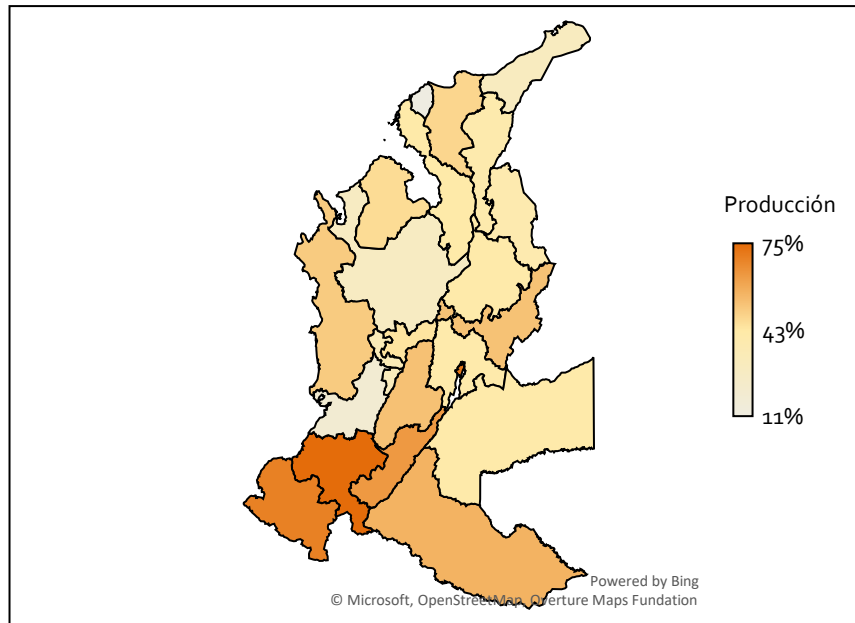 Producción
75%
43%
11%
Powered by Bing
© Microsoft, OpenStreetMap, Overture Maps Fundation